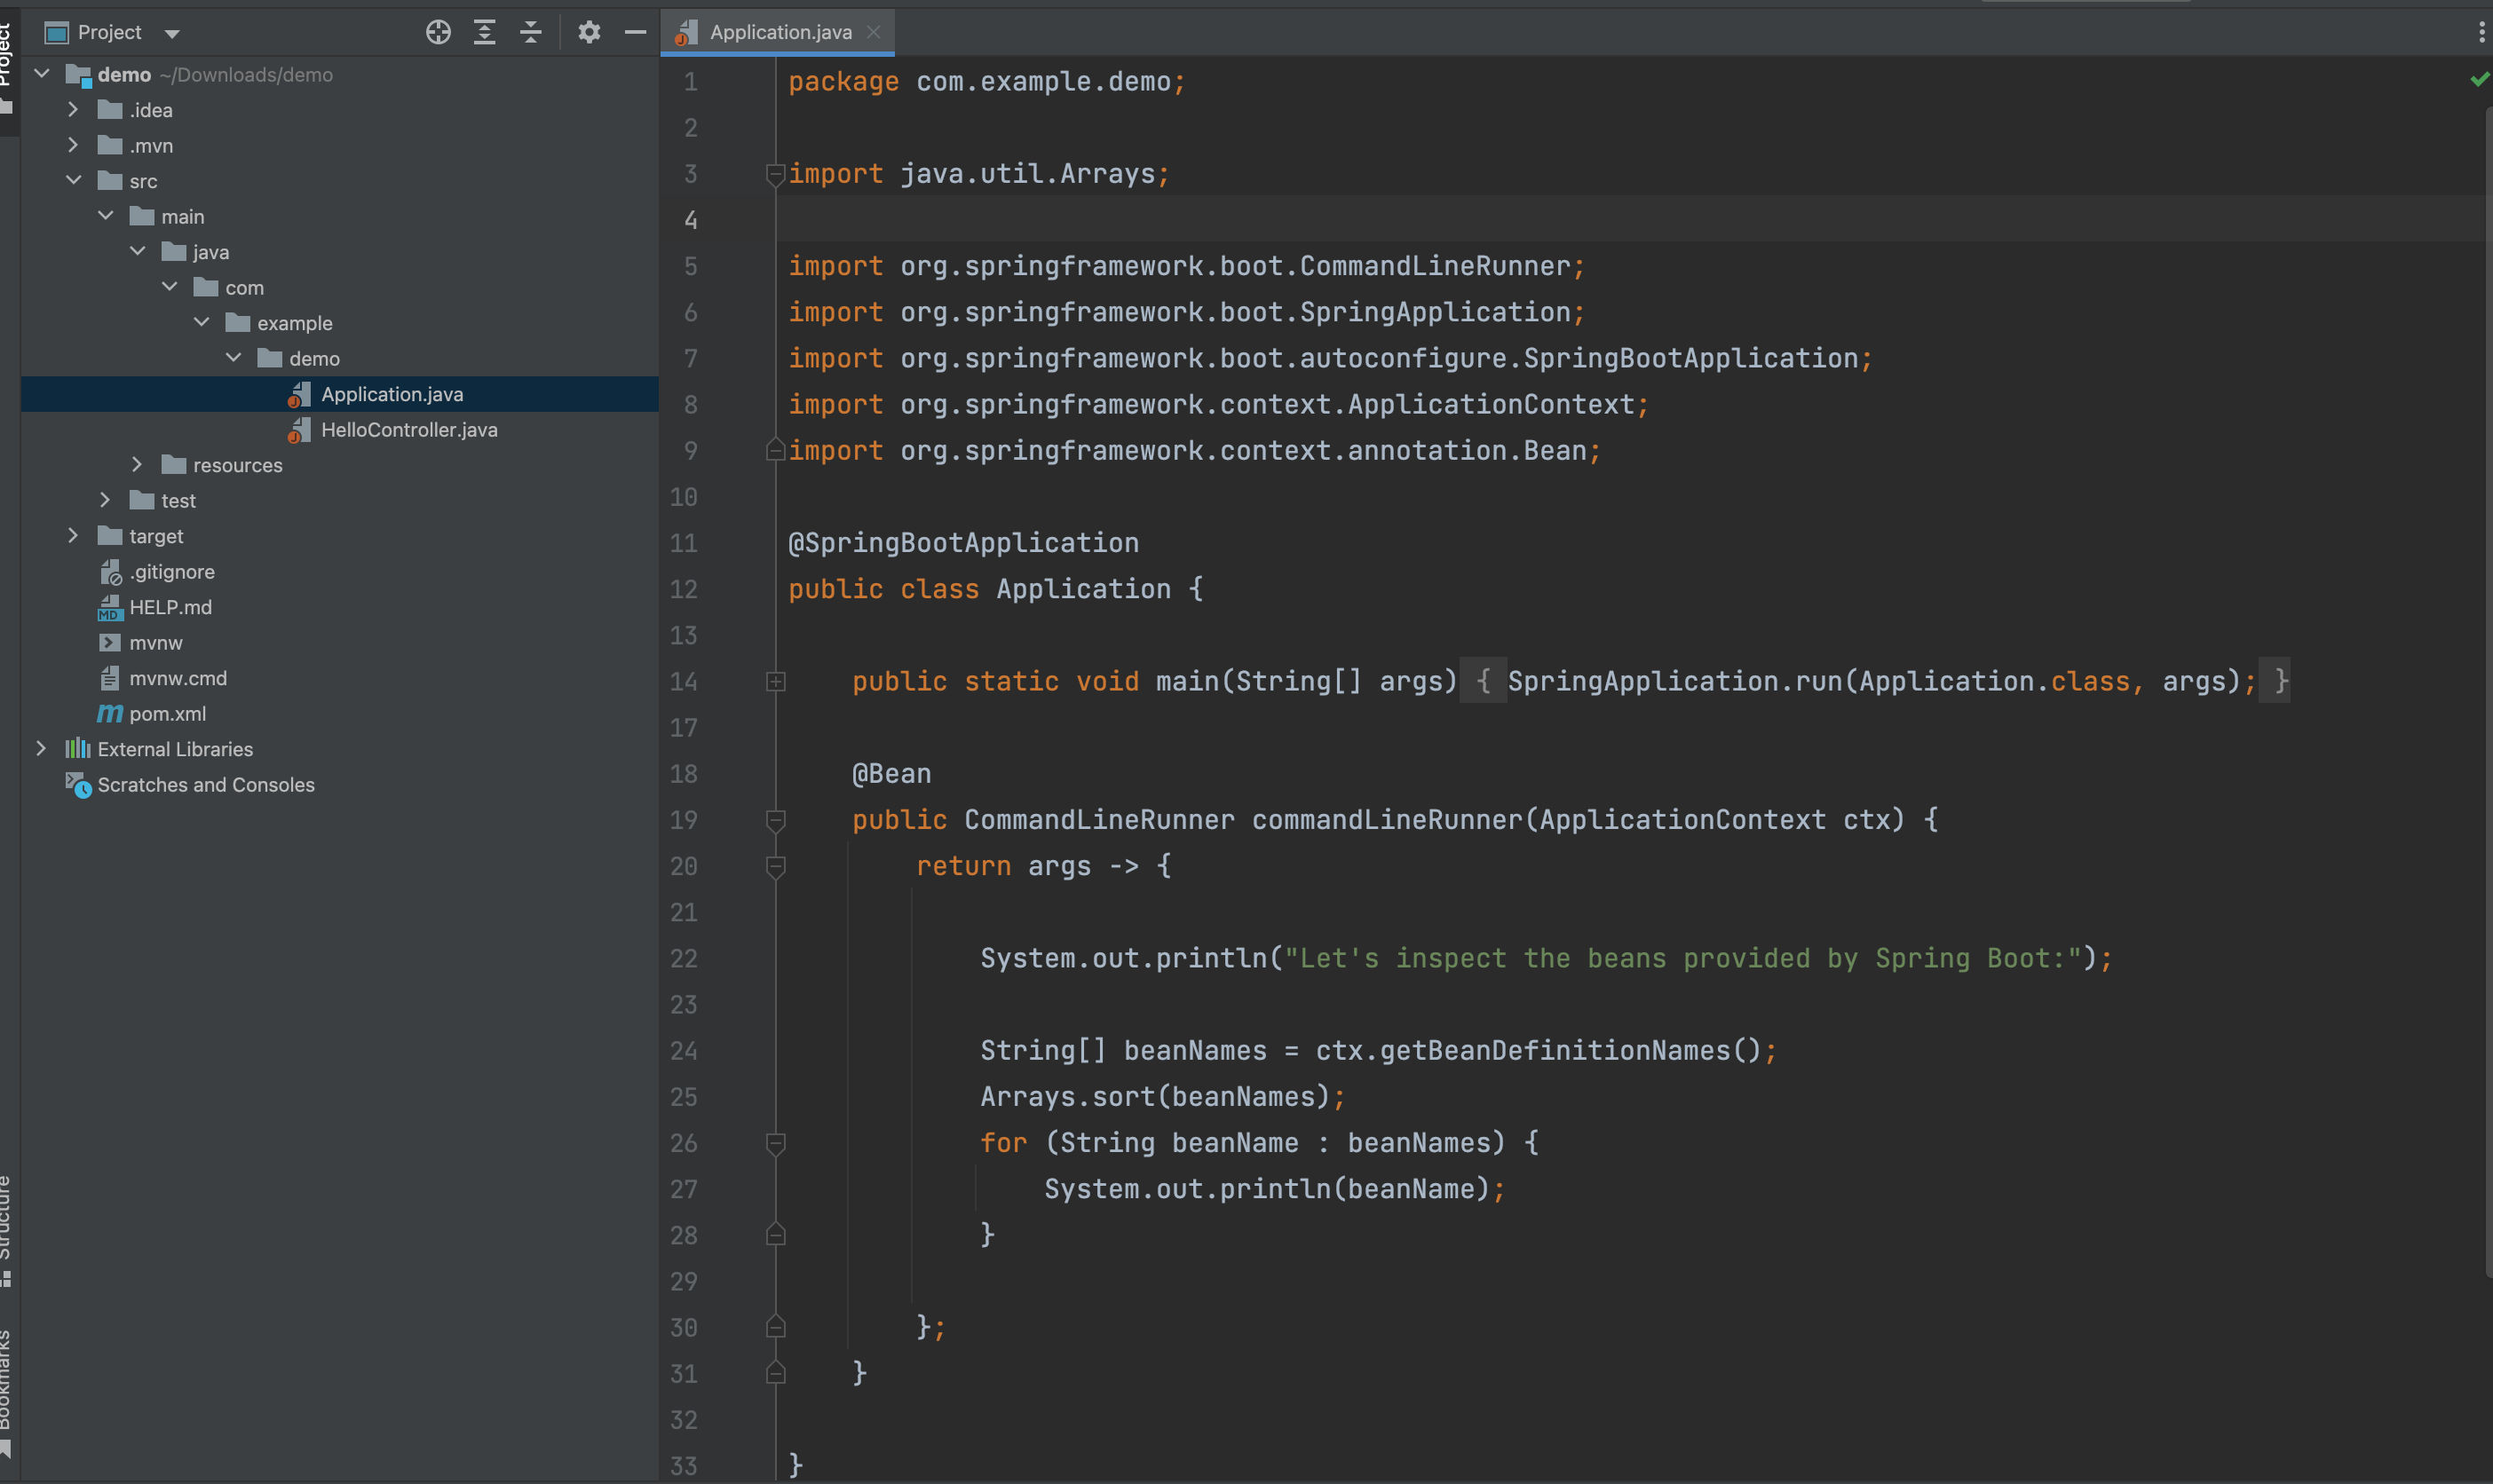 Project
Project
Application.java
demo ~/Downloads/demo
.idea
.mvn
src
main
java
com
example
demo
Application.java
HelloController.java
resources
test
target
.gitignore
MD HELP.md
mvnw
mvnw.cmd
m pom.xml
External Libraries
Scratches and Consoles
Structure
Bookmarks
1 package com.example.demo;
2
3 import java.util.Arrays;
4
5 import org.springframework.boot.CommandLineRunner;
6 import org.springframework.boot.SpringApplication;
7 import org.springframework.boot.autoconfigure.SpringBootApplication;
8 import org.springframework.context.ApplicationContext;
9 import org.springframework.context.annotation.Bean;
10
11 @SpringBootApplication
12 public class Application {
13
14 public static void main(String[] args) { SpringApplication.run(Application.class, args); }
17
18 @Bean
19 public CommandLineRunner commandLineRunner(ApplicationContext ctx) {
20 return args -> {
21
22 System.out.println("Let's inspect the beans provided by Spring Boot:");
23
24 String[] beanNames = ctx.getBeanDefinitionNames();
25 Arrays.sort(beanNames);
26 for (String beanName : beanNames) {
27 System.out.println(beanName);
28 }
29
30 };
31 }
32
33 }